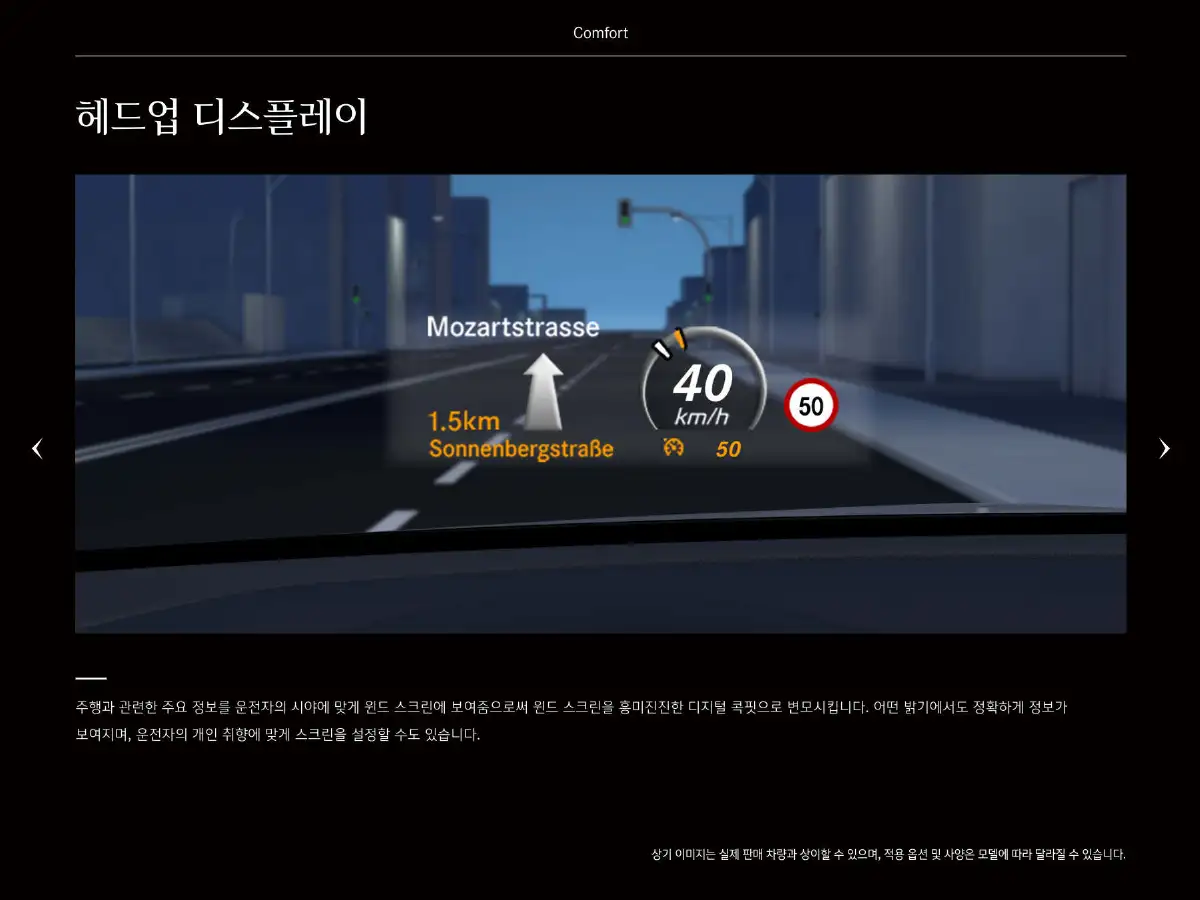 Comfort
헤드업 디스플레이
Mozartstrasse
40
km/h
50
1.5km
Sonnenbergstraße
50
주행과 관련한 주요 정보를 운전자의 시야에 맞게 윈드 스크린에 보여줌으로써 윈드 스크린을 흥미진진한 디지털 콕핏으로 변모시킵니다. 어떤 밝기에서도 정확하게 정보가
보여지며, 운전자의 개인 취향에 맞게 스크린을 설정할 수도 있습니다.
상기 이미지는 실제 판매 차량과 상이할 수 있으며, 적용 옵션 및 사양은 모델에 따라 달라질 수 있습니다.